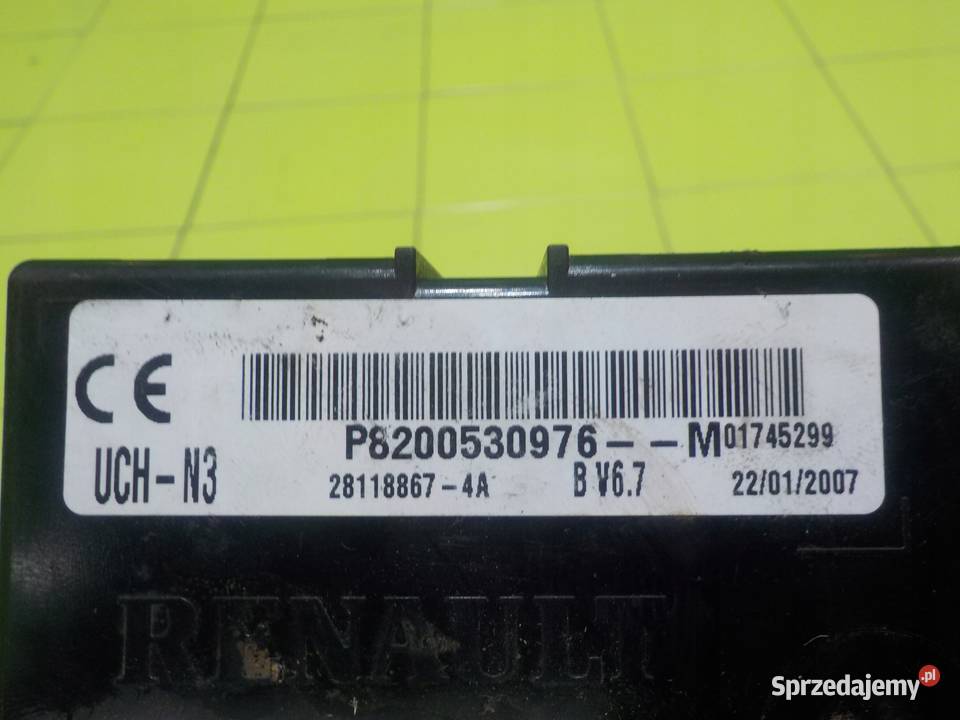 CE
P8200530976--M01745299
UCH-N3 28118867-4A B V6.7 22/01/2007
RENAULT
Sprzedajemy.pl